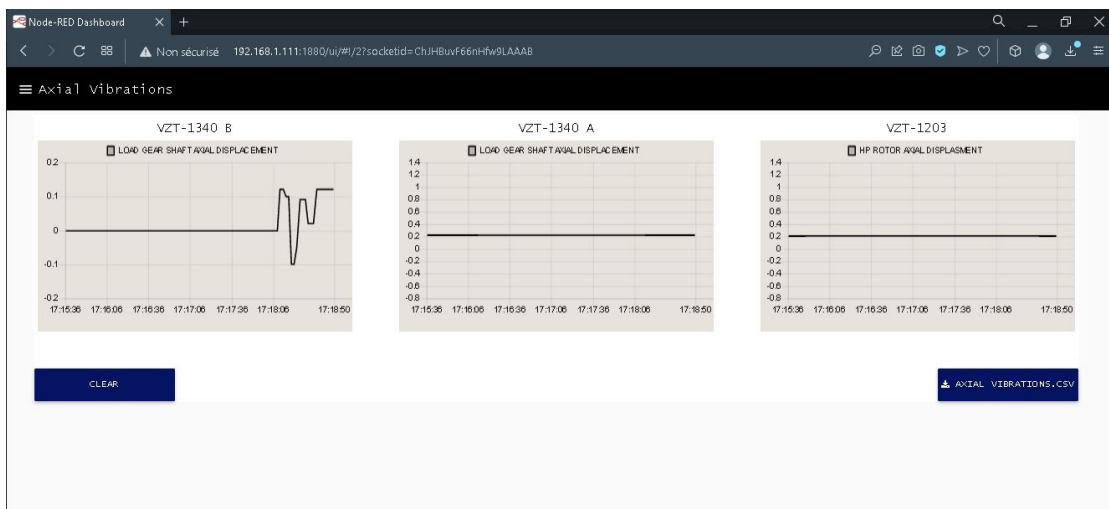 Node-RED Dashboard
Non sécurisé 192.168.1.111:1880/ui/#!/2?socketid=ChJHBuvF66nHfw9LAAAB
Axial Vibrations
VZT-1340 B
LOAD GEAR SHAFT AXIAL DISPLACEMENT
0.2
0.1
0
-0.1
-0.2
17:15:36 17:16:06 17:16:36 17:17:06 17:17:36 17:18:06 17:18:50
VZT-1340 A
LOAD GEAR SHAFT AXIAL DISPLACEMENT
1.4
1.2
1
0.8
0.6
0.4
0.2
0
-0.2
-0.4
-0.6
-0.8
17:15:36 17:16:06 17:16:36 17:17:06 17:17:36 17:18:06 17:18:50
VZT-1203
HP ROTOR AXIAL DISPLASMENT
1.4
1.2
1
0.8
0.6
0.4
0.2
0
-0.2
-0.4
-0.6
-0.8
17:15:36 17:16:06 17:16:36 17:17:06 17:17:36 17:18:06 17:18:50
CLEAR
AXIAL VIBRATIONS.CSV